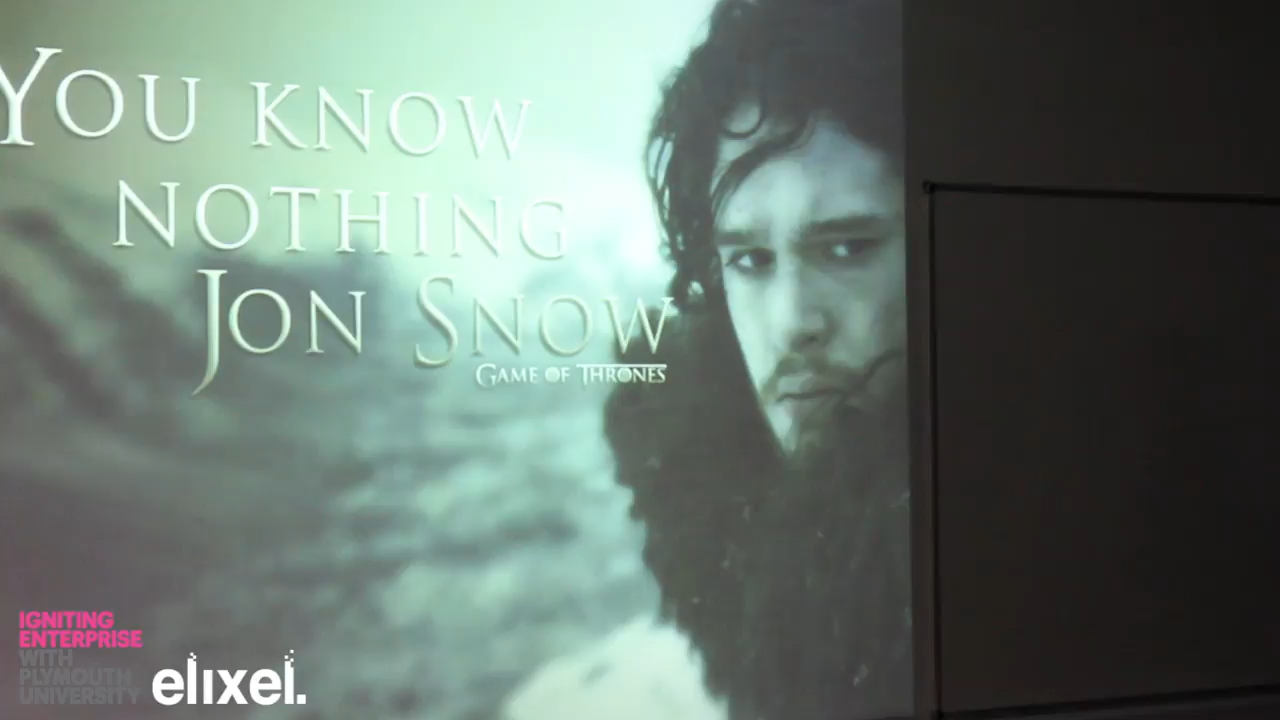 You know
nothing
Jon Snow
Game of Thrones
IGNITING
ENTERPRISE
WITH
PLYMOUTH
UNIVERSITY
elixel.